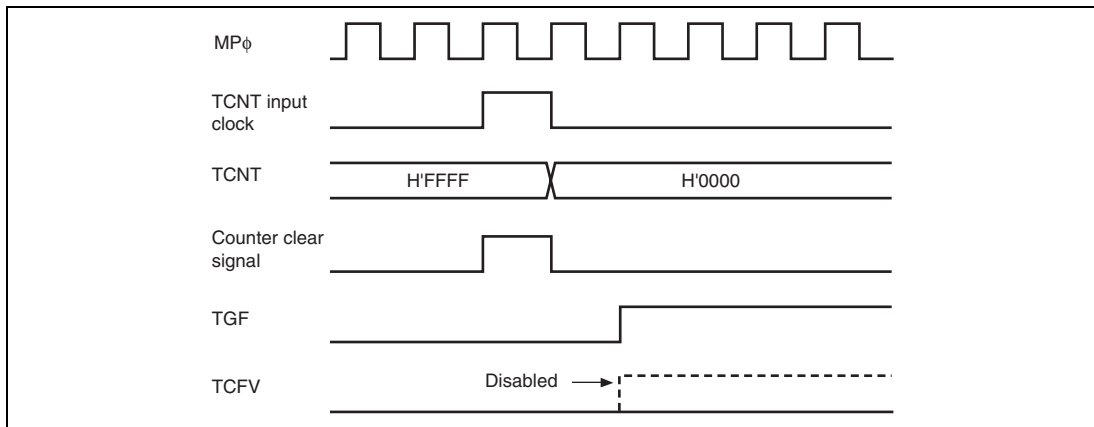 MPϕ
TCNT input
clock
TCNT
H'FFFF
H'0000
Counter clear
signal
TGF
Disabled
TCFV